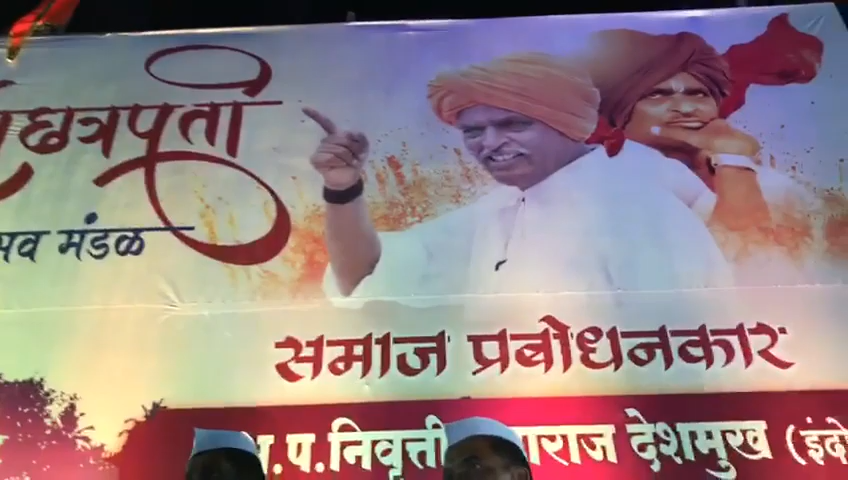 छत्रपती
मंडळ
समाज प्रबोधनकार
भ.प. निवृत्ती देशमुख